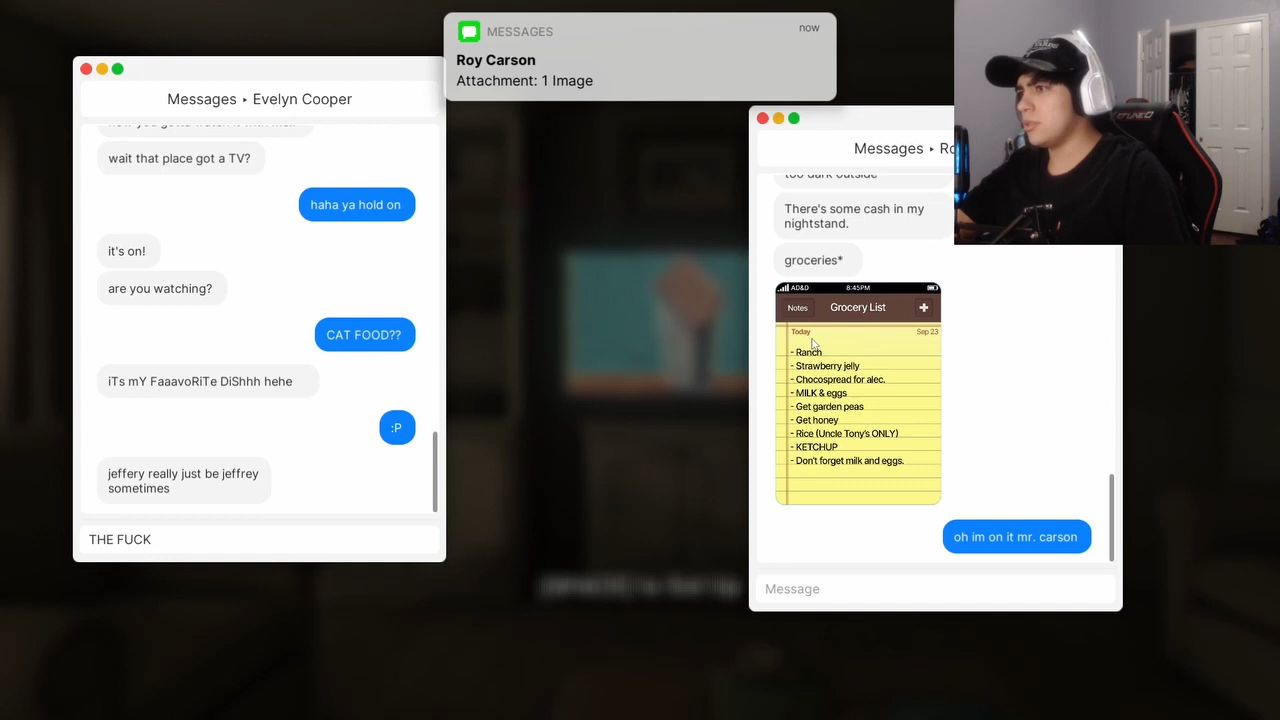 MESSAGES
now
Roy Carson
Attachment: 1 Image
Messages ▸ Evelyn Cooper
wait that place got a TV?
haha ya hold on
it's on!
are you watching?
CAT FOOD??
iTs mY FaaavoRiTe DiShhh hehe
:P
jeffery really just be jeffrey
sometimes
THE FUCK
Messages ▸ Ro
too dark outside
There's some cash in my
nightstand.
groceries*
AD&D
8:45PM
Notes
Grocery List
+
Today
Sep 23
- Ranch
- Strawberry jelly
- Chocospread for alec.
- MILK & eggs
- Get garden peas
- Get honey
- Rice (Uncle Tony's ONLY)
- KETCHUP
- Don't forget milk and eggs.
oh im on it mr. carson
Message